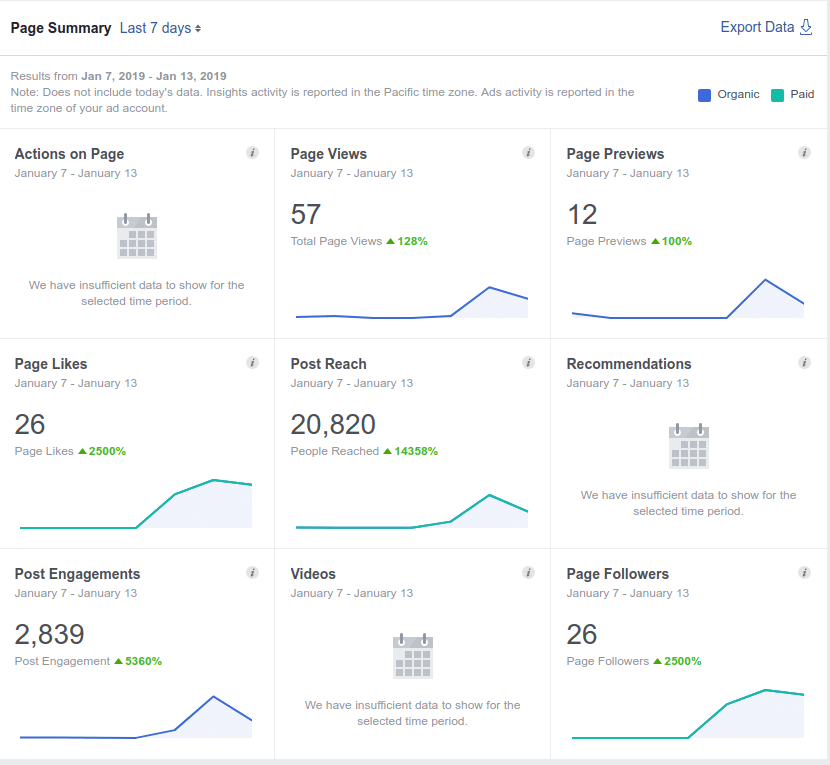 Page Summary Last 7 days
Export Data
Results from Jan 7, 2019 - Jan 13, 2019
Note: Does not include today's data. Insights activity is reported in the Pacific time zone. Ads activity is reported in the
time zone of your ad account.
Organic Paid
Actions on Page i
January 7 - January 13
We have insufficient data to show for the
selected time period.
Page Views i
January 7 - January 13
57
Total Page Views 128%
Page Previews i
January 7 - January 13
12
Page Previews 100%
Page Likes i
January 7 - January 13
26
Page Likes 2500%
Post Reach i
January 7 - January 13
20,820
People Reached 14358%
Recommendations i
January 7 - January 13
We have insufficient data to show for the
selected time period.
Post Engagements i
January 7 - January 13
2,839
Post Engagement 5360%
Videos i
January 7 - January 13
We have insufficient data to show for the
selected time period.
Page Followers i
January 7 - January 13
26
Page Followers 2500%